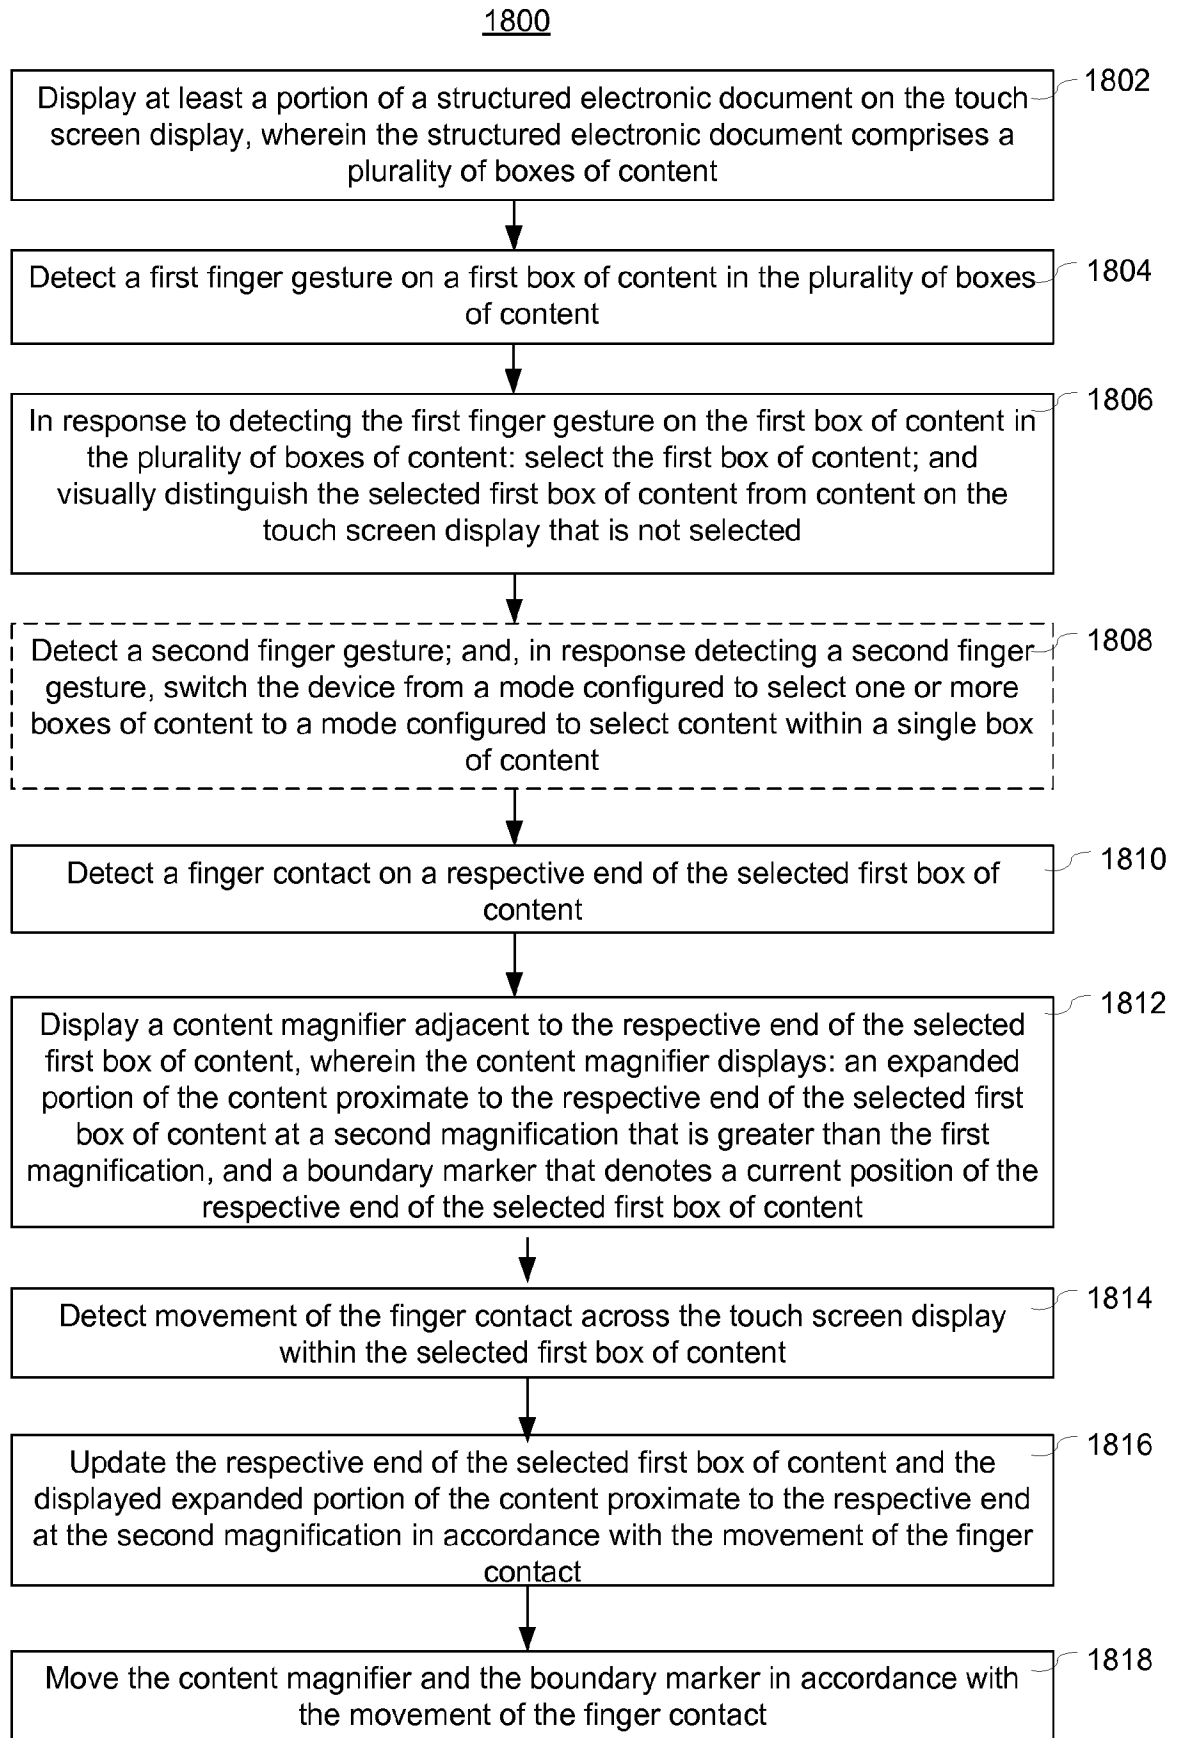 1800
Display at least a portion of a structured electronic document on the touch
screen display, wherein the structured electronic document comprises a
plurality of boxes of content
1802
Detect a first finger gesture on a first box of content in the plurality of boxes
of content
1804
In response to detecting the first finger gesture on the first box of content in
the plurality of boxes of content: select the first box of content; and
visually distinguish the selected first box of content from content on the
touch screen display that is not selected
1806
Detect a second finger gesture; and, in response detecting a second finger
gesture, switch the device from a mode configured to select one or more
boxes of content to a mode configured to select content within a single box
of content
1808
Detect a finger contact on a respective end of the selected first box of
content
1810
Display a content magnifier adjacent to the respective end of the selected
first box of content, wherein the content magnifier displays: an expanded
portion of the content proximate to the respective end of the selected first
box of content at a second magnification that is greater than the first
magnification, and a boundary marker that denotes a current position of the
respective end of the selected first box of content
1812
Detect movement of the finger contact across the touch screen display
within the selected first box of content
1814
Update the respective end of the selected first box of content and the
displayed expanded portion of the content proximate to the respective end
at the second magnification in accordance with the movement of the finger
contact
1816
Move the content magnifier and the boundary marker in accordance with
the movement of the finger contact
1818